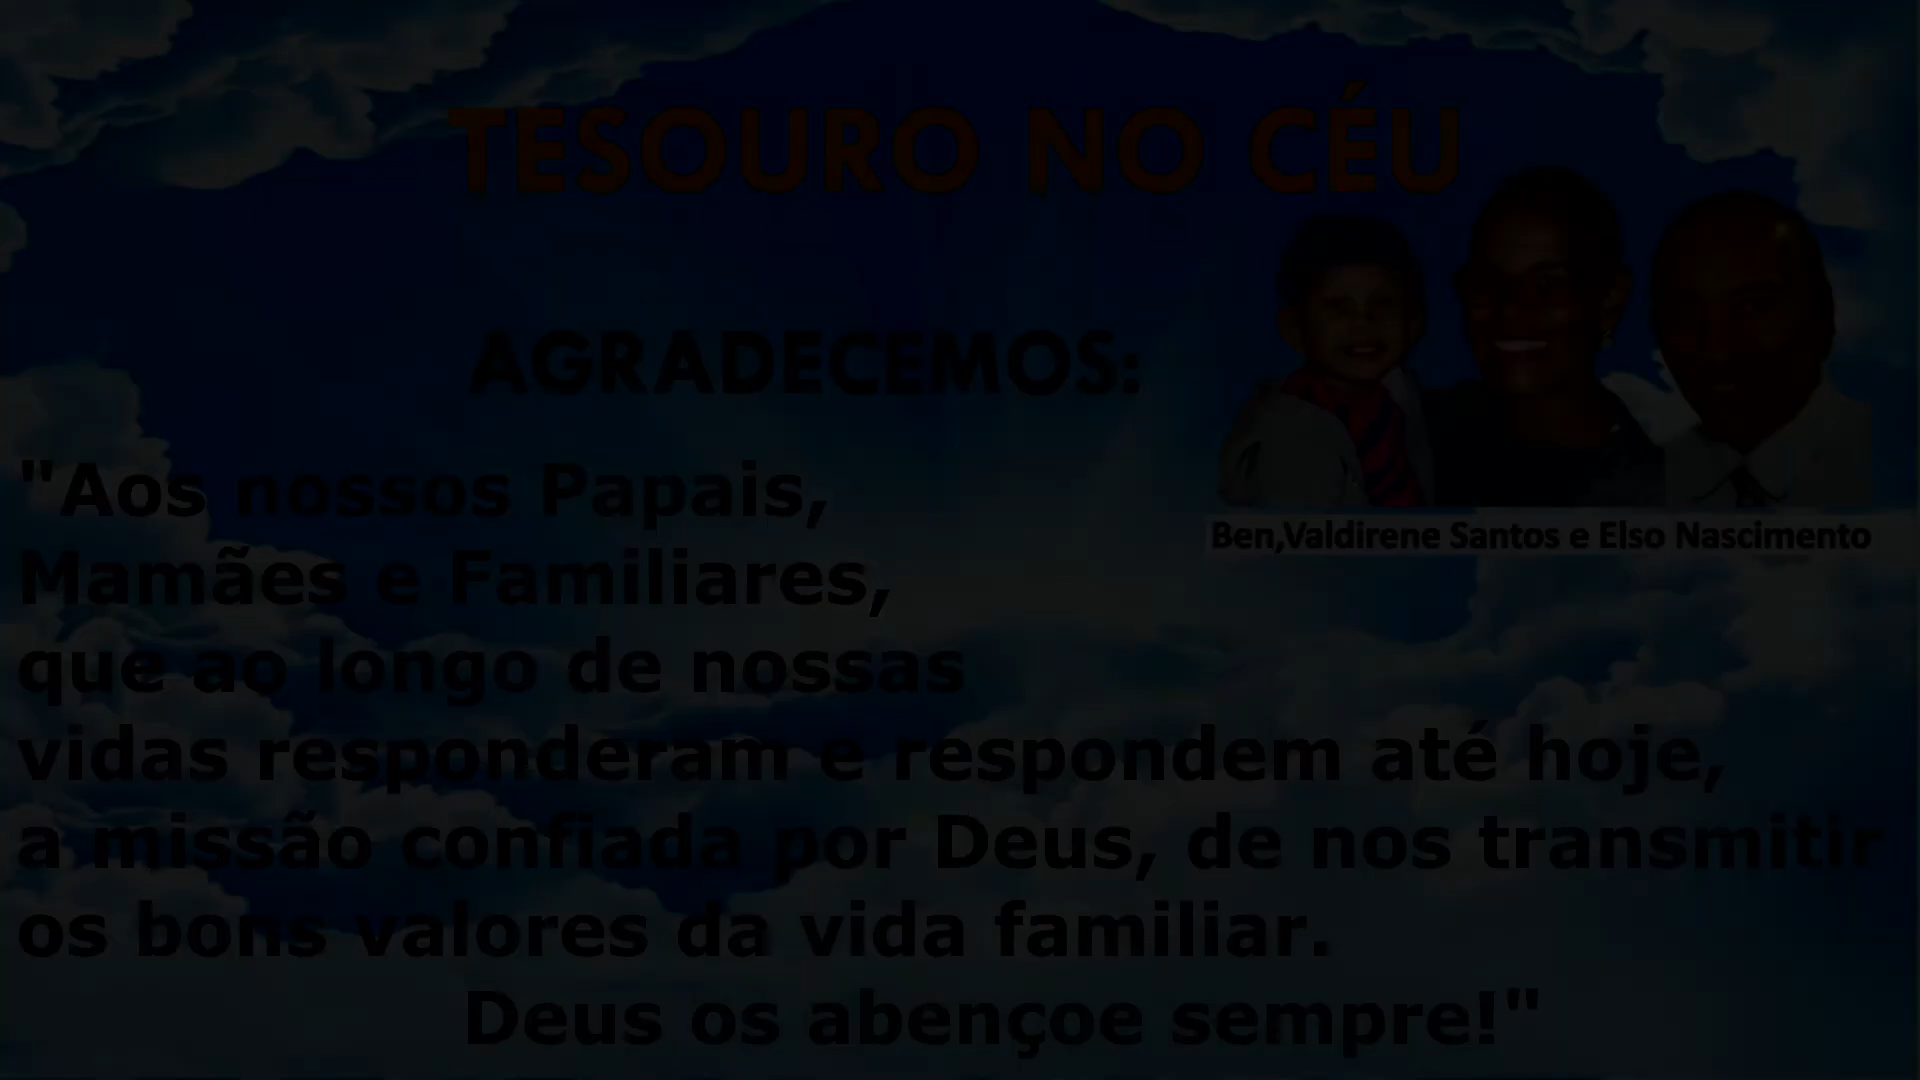 TESOURO NO CÉU
AGRADECEMOS:
"Aos nossos Papais,
Ben,Valdirene Santos e Elso Nascimento
Mamães e Familiares,
que ao longo de nossas
vidas responderam e respondem até hoje,
a missão confiada por Deus, de nos transmitir
os bons valores da vida familiar.
Deus os abençoe sempre!"